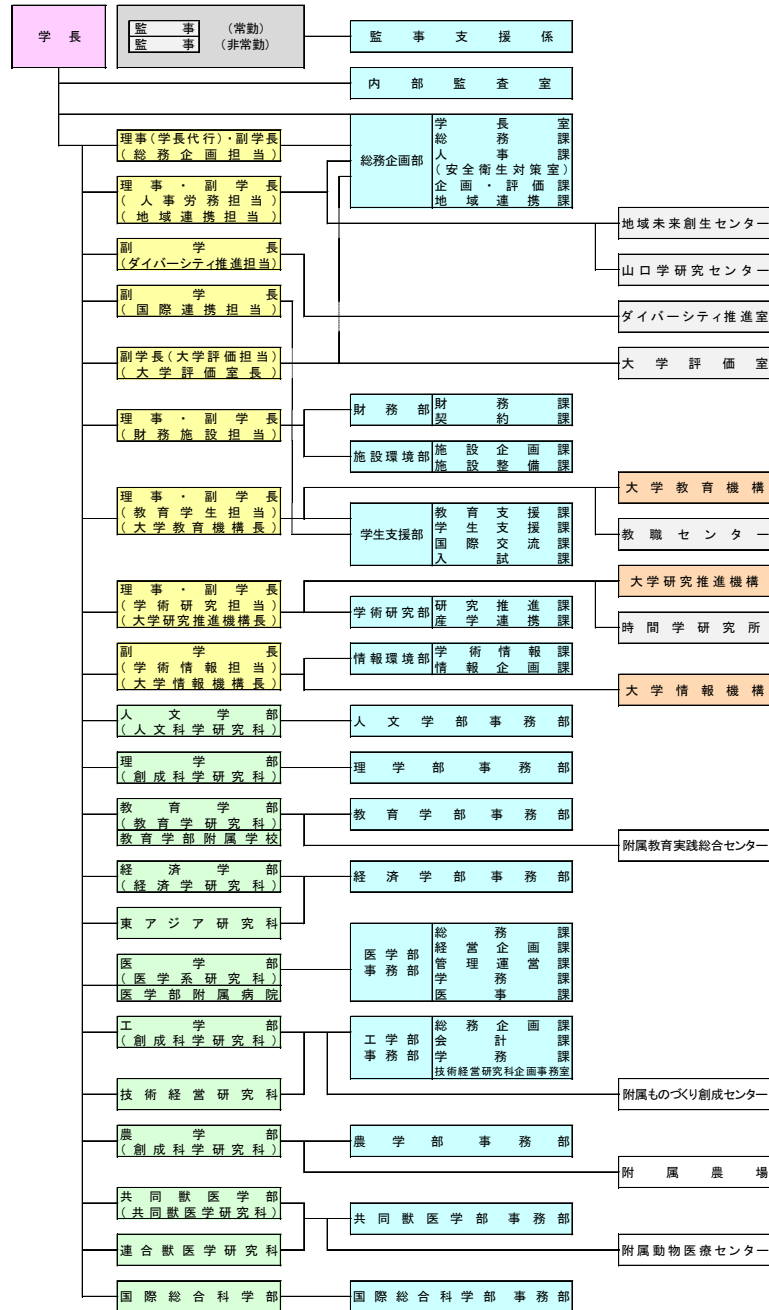 学長
監事 (常勤)
監事 (非常勤)
監事支援係
内部監査室
理事(学長代行)・副学長
(総務企画担当)
総務企画部
学長室
総務課
人事課
(安全衛生対策室)
企画・評価課
地域連携課
理事・副学長
(人事労務担当)
(地域連携担当)
地域未来創生センター
山口学研究センター
副学長
(ダイバーシティ推進担当)
ダイバーシティ推進室
副学長
(国際連携担当)
副学長(大学評価担当)
(大学評価室長)
大学評価室
理事・副学長
(財務施設担当)
財務部
財務課
契約課
施設環境部
施設企画課
施設整備課
理事・副学長
(教育学生担当)
(大学教育機構長)
学生支援部
教育支援課
学生支援課
国際交流課
入試課
大学教育機構
教職センター
理事・副学長
(学術研究担当)
(大学研究推進機構長)
学術研究部
研究推進課
産学連携課
大学研究推進機構
時間学研究所
副学長
(学術情報担当)
(大学情報機構長)
情報環境部
学術情報課
情報企画課
大学情報機構
人文学部
(人文科学研究科)
人文学部事務部
理学部
(創成科学研究科)
理学部事務部
教育学部
(教育学研究科)
教育学部附属学校
教育学部事務部
附属教育実践総合センター
経済学部
(経済学研究科)
経済学部事務部
東アジア研究科
医学部
(医学系研究科)
医学部附属病院
医学部
事務部
総務課
経営企画課
管理運営課
学務課
医事課
工学部
(創成科学研究科)
工学部
事務部
総務企画課
会計課
学務課
技術経営研究科企画事務室
技術経営研究科
附属ものづくり創成センター
農学部
(創成科学研究科)
農学部事務部
附属農場
共同獣医学部
(共同獣医学研究科)
共同獣医学部事務部
連合獣医学研究科
附属動物医療センター
国際総合科学部
国際総合科学部事務部